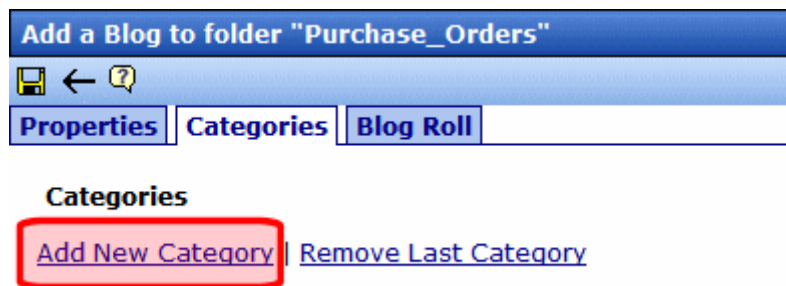 Add a Blog to folder "Purchase_Orders"
?
Properties Categories Blog Roll
Categories
Add New Category | Remove Last Category